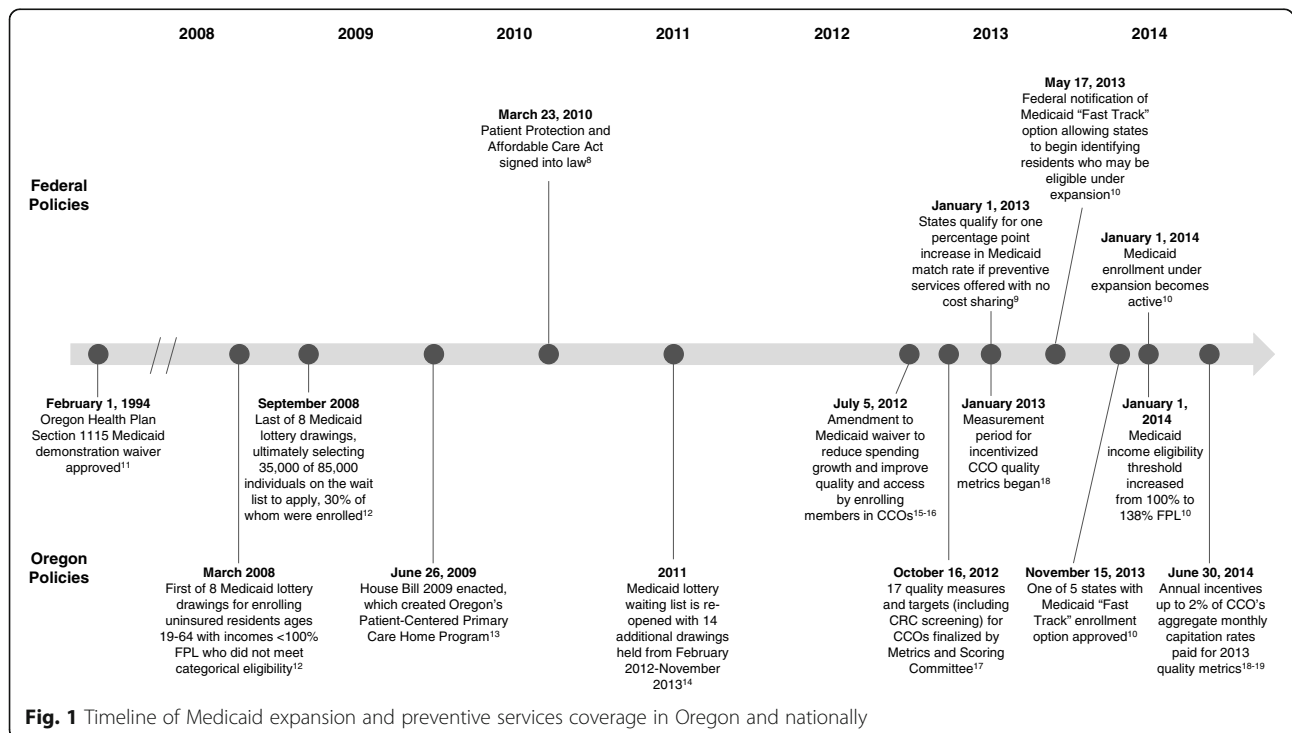 2008 2009 2010 2011 2012 2013 2014
May 17, 2013
Federal notification of
Medicaid “Fast Track”
option allowing states
to begin identifying
residents who may be
eligible under
expansion10
March 23, 2010
Patient Protection and
Affordable Care Act
signed into law8
Federal
Policies
January 1, 2013
States qualify for one
percentage point
increase in Medicaid
match rate if preventive
services offered with no
cost sharing9
January 1, 2014
Medicaid
enrollment under
expansion becomes
active10
February 1, 1994
Oregon Health Plan
Section 1115 Medicaid
demonstration waiver
approved11
September 2008
Last of 8 Medicaid
lottery drawings,
ultimately selecting
35,000 of 85,000
individuals on the wait
list to apply, 30% of
whom were enrolled12
July 5, 2012
Amendment to
Medicaid waiver to
reduce spending
growth and improve
quality and access
by enrolling
members in CCOs15-16
January 2013
Measurement
period for
incentivized
CCO quality
metrics began18
January 1,
2014
Medicaid
income eligibility
threshold
increased
from 100% to
138% FPL10
Oregon
Policies
March 2008
First of 8 Medicaid lottery
drawings for enrolling
uninsured residents ages
19-64 with incomes <100%
FPL who did not meet
categorical eligibility12
June 26, 2009
House Bill 2009 enacted,
which created Oregon’s
Patient-Centered Primary
Care Home Program13
2011
Medicaid lottery
waiting list is re-
opened with 14
additional drawings
held from February
2012-November
201314
October 16, 2012
17 quality measures
and targets (including
CRC screening) for
CCOs finalized by
Metrics and Scoring
Committee17
November 15, 2013
One of 5 states with
Medicaid “Fast
Track” enrollment
option approved10
June 30, 2014
Annual incentives
up to 2% of CCO’s
aggregate monthly
capitation rates
paid for 2013
quality metrics18-19
Fig. 1 Timeline of Medicaid expansion and preventive services coverage in Oregon and nationally